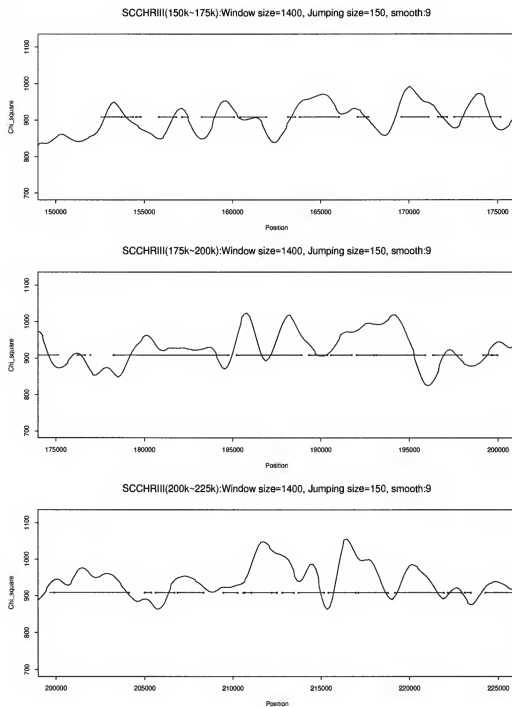 SCCHRIII(150k~175k):Window size=1400, Jumping size=150, smooth:9
Chi_square
700 800 900 1000 1100
150000 155000 160000 165000 170000 175000
Position
SCCHRIII(175k~200k):Window size=1400, Jumping size=150, smooth:9
Chi_square
700 800 900 1000 1100
175000 180000 185000 190000 195000 200000
Position
SCCHRIII(200k~225k):Window size=1400, Jumping size=150, smooth:9
Chi_square
700 800 900 1000 1100
200000 205000 210000 215000 220000 225000
Position